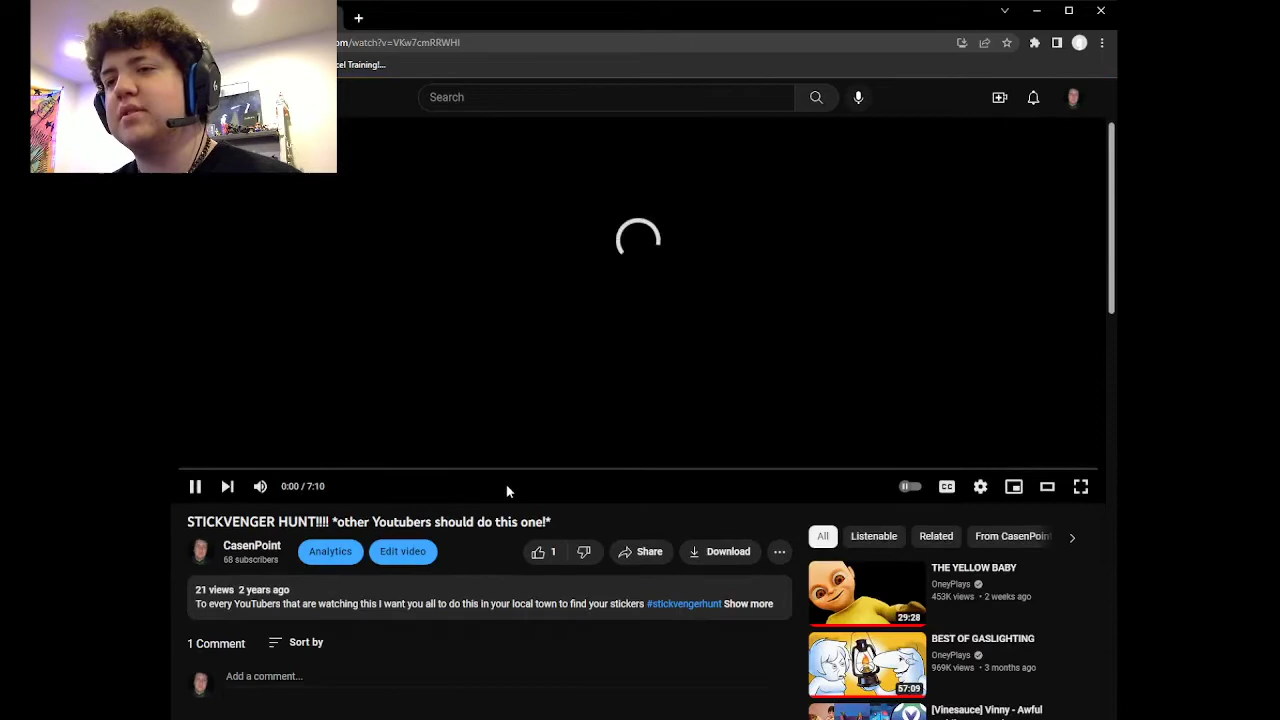 om/watch?v=VKw7cmRRWHI
cel Training!...
Search
0:00 / 7:10
CC
STICKVENGER HUNT!!!! *other Youtubers should do this one!*
CasenPoint
68 subscribers
Analytics
Edit video
1
Share
Download
21 views 2 years ago
To every YouTubers that are watching this I want you all to do this in your local town to find your stickers #stickvengerhunt Show more
1 Comment
Sort by
Add a comment...
All
Listenable
Related
From CasenPoint
THE YELLOW BABY
OneyPlays
453K views • 2 weeks ago
29:28
BEST OF GASLIGHTING
OneyPlays
969K views • 3 months ago
57:09
[Vinesauce] Vinny - Awful